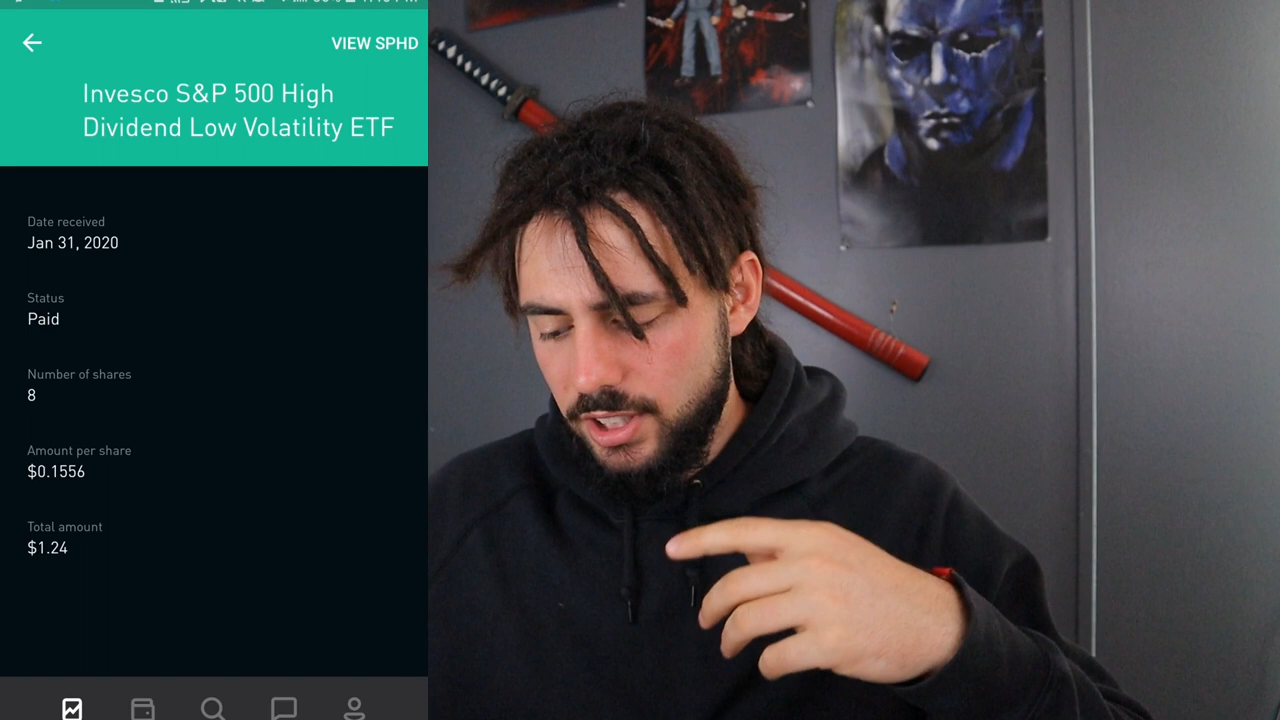 VIEW SPHD
Invesco S&P 500 High
Dividend Low Volatility ETF
Date received
Jan 31, 2020
Status
Paid
Number of shares
8
Amount per share
$0.1556
Total amount
$1.24